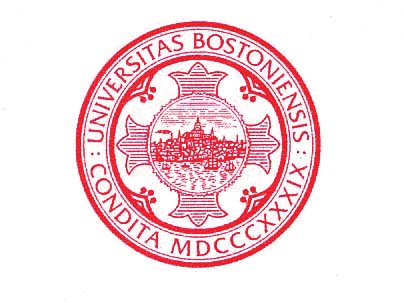 : UNIVERSITAS BOSTONIENSIS :
CONDITA MDCCCXXXIX